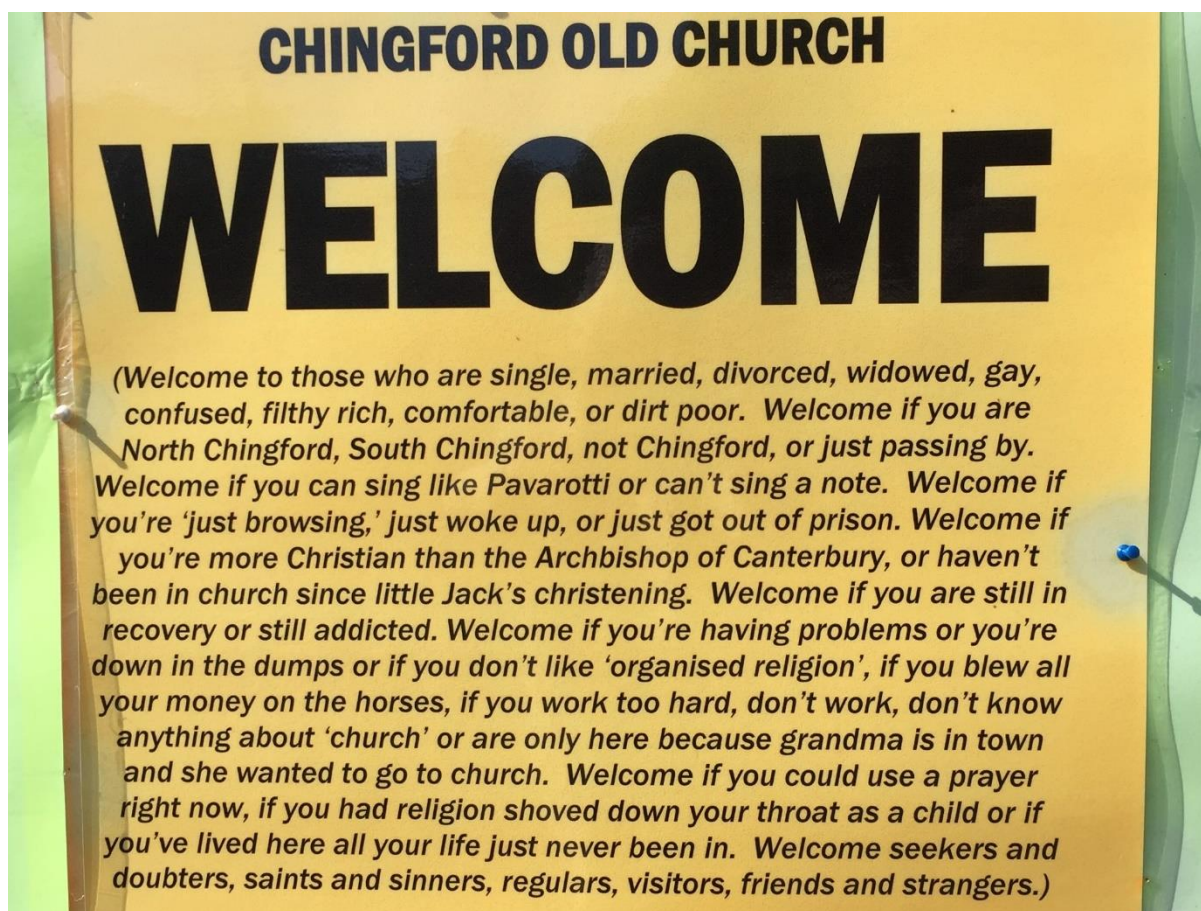 CHINGFORD OLD CHURCH
WELCOME
(Welcome to those who are single, married, divorced, widowed, gay,
confused, filthy rich, comfortable, or dirt poor.  Welcome if you are
North Chingford, South Chingford, not Chingford, or just passing by.
Welcome if you can sing like Pavarotti or can't sing a note.  Welcome if
you're ‘just browsing,’ just woke up, or just got out of prison. Welcome if
you're more Christian than the Archbishop of Canterbury, or haven't
been in church since little Jack's christening.  Welcome if you are still in
recovery or still addicted. Welcome if you're having problems or you're
down in the dumps or if you don't like ‘organised religion’, if you blew all
your money on the horses, if you work too hard, don't work, don't know
anything about ‘church’ or are only here because grandma is in town
and she wanted to go to church.  Welcome if you could use a prayer
right now, if you had religion shoved down your throat as a child or if
you've lived here all your life just never been in.  Welcome seekers and
doubters, saints and sinners, regulars, visitors, friends and strangers.)